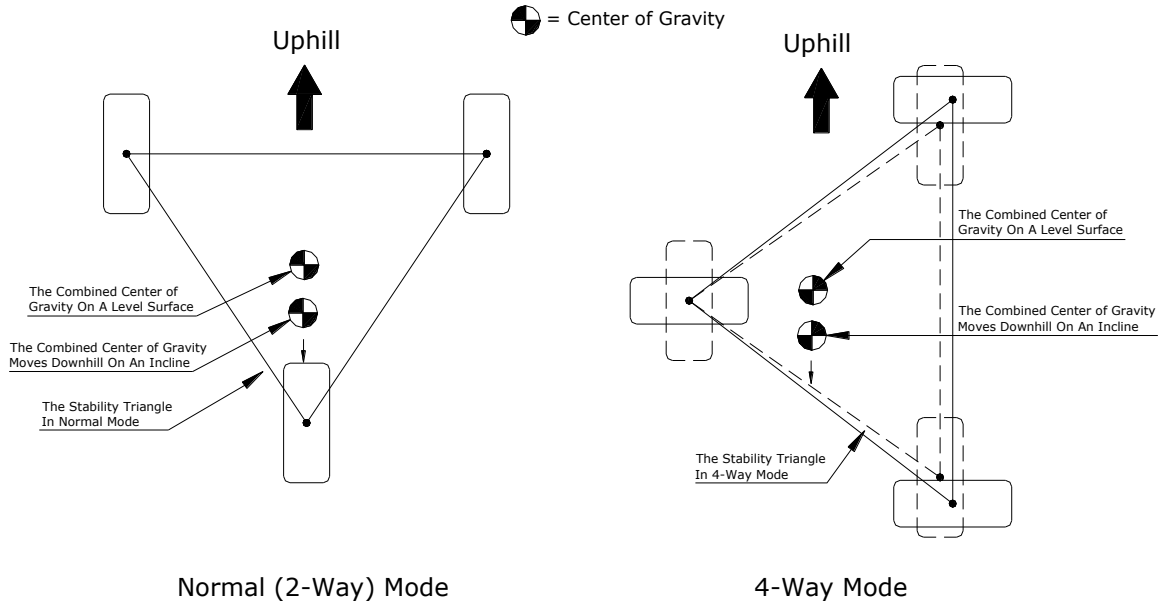 = Center of Gravity
Uphill
Uphill
The Combined Center of
Gravity On A Level Surface
The Combined Center of Gravity
Moves Downhill On An Incline
The Stability Triangle
In Normal Mode
The Combined Center of
Gravity On A Level Surface
The Combined Center of Gravity
Moves Downhill On An Incline
The Stability Triangle
In 4-Way Mode
Normal (2-Way) Mode
4-Way Mode